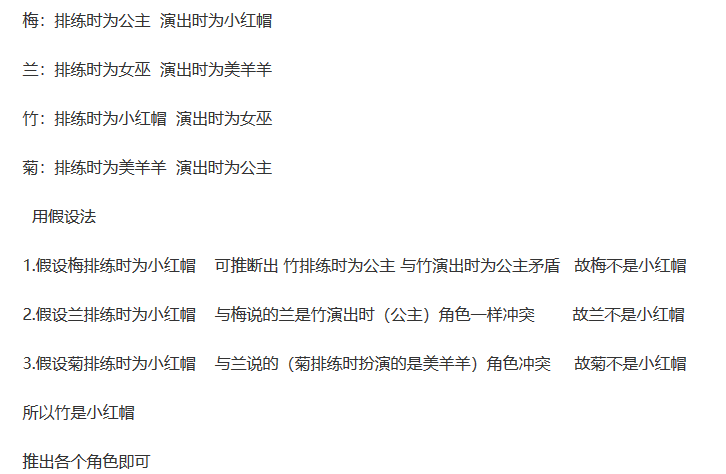 梅：排练时为公主  演出时为小红帽
兰：排练时为女巫  演出时为美羊羊
竹：排练时为小红帽  演出时为女巫
菊：排练时为美羊羊  演出时为公主
用假设法
1.假设梅排练时为小红帽    可推断出 竹排练时为公主 与竹演出时为公主矛盾   故梅不是小红帽
2.假设兰排练时为小红帽    与梅说的兰是竹演出时（公主）角色一样冲突        故兰不是小红帽
3.假设菊排练时为小红帽    与兰说的（菊排练时扮演的是美羊羊）角色冲突     故菊不是小红帽
所以竹是小红帽
推出各个角色即可